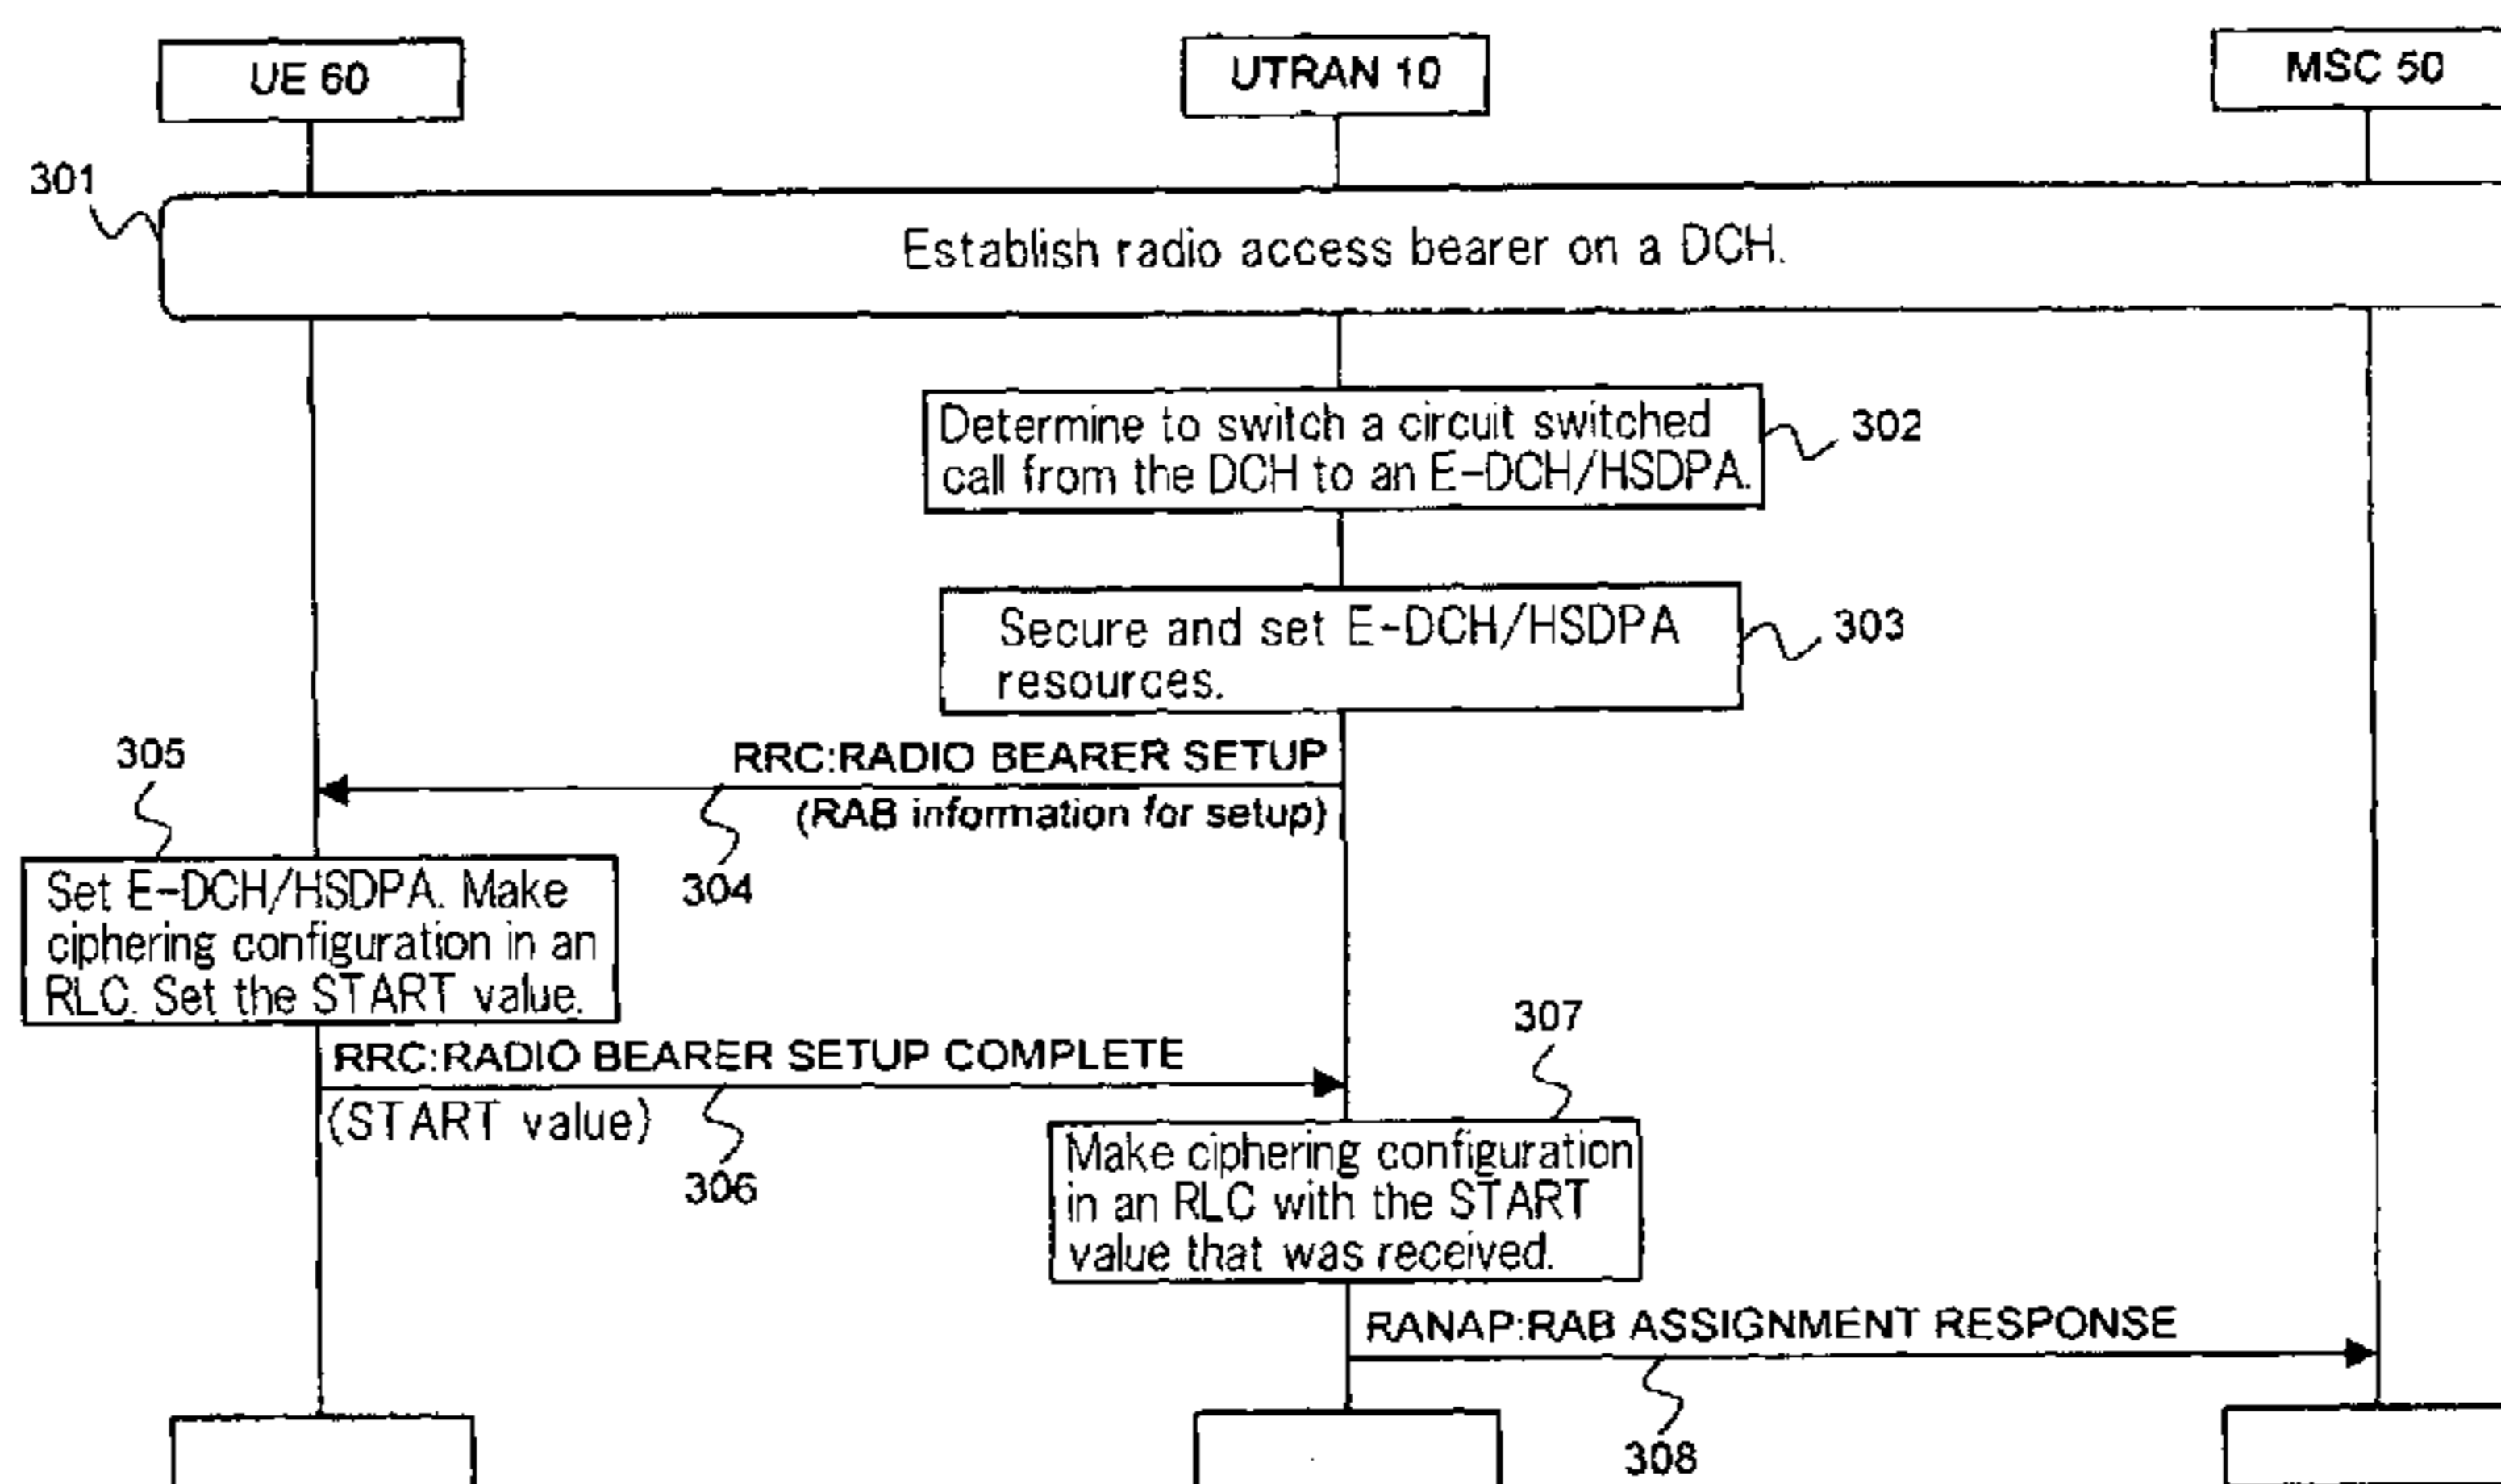 UE 60
UTRAN 10
MSC 50
301
Establish radio access bearer on a DCH.
Determine to switch a circuit switched
call from the DCH to an E-DCH/HSDPA.
302
Secure and set E-DCH/HSDPA
resources.
303
RRC:RADIO BEARER SETUP
(RAB information for setup)
304
305
Set E-DCH/HSDPA. Make
ciphering configuration in an
RLC. Set the START value.
RRC:RADIO BEARER SETUP COMPLETE
(START value)
306
307
Make ciphering configuration
in an RLC with the START
value that was received.
RANAP:RAB ASSIGNMENT RESPONSE
308